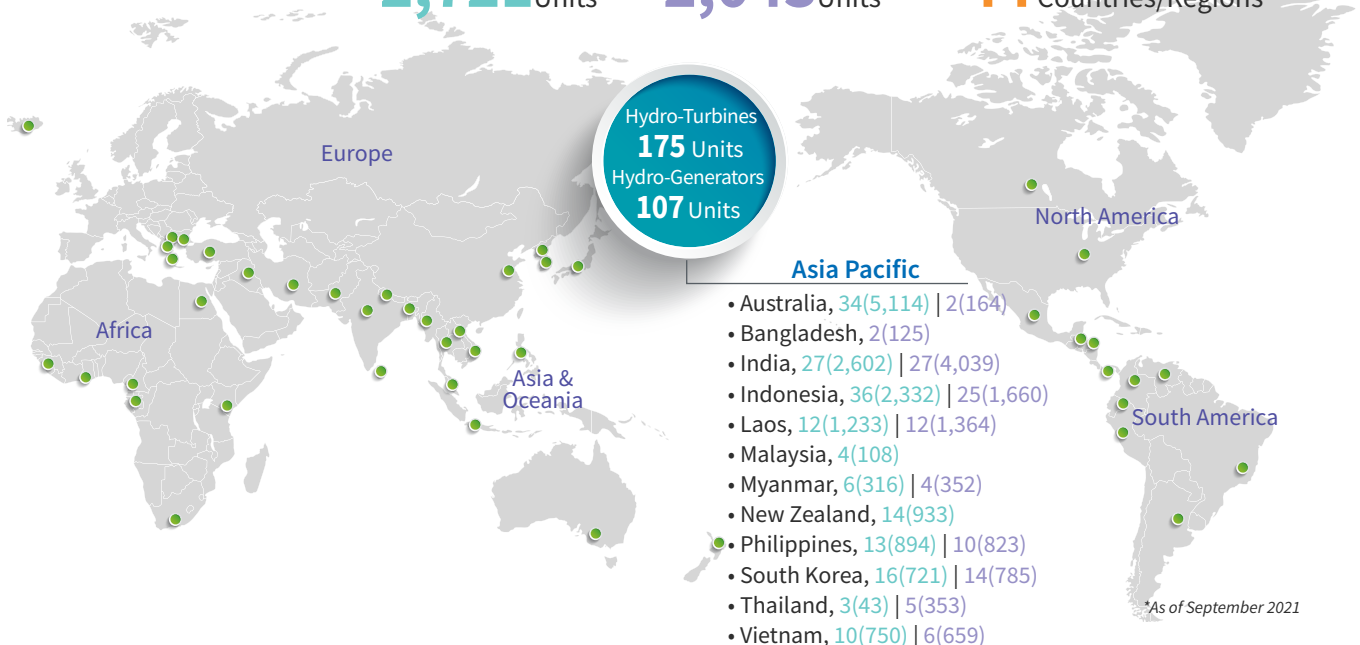 Units
Units
Countries/Regions
Hydro-Turbines
175 Units
Hydro-Generators
107 Units
Europe
North America
Africa
Asia &
Oceania
South America
Asia Pacific
• Australia, 34(5,114) | 2(164)
• Bangladesh, 2(125)
• India, 27(2,602) | 27(4,039)
• Indonesia, 36(2,332) | 25(1,660)
• Laos, 12(1,233) | 12(1,364)
• Malaysia, 4(108)
• Myanmar, 6(316) | 4(352)
• New Zealand, 14(933)
• Philippines, 13(894) | 10(823)
• South Korea, 16(721) | 14(785)
• Thailand, 3(43) | 5(353)
• Vietnam, 10(750) | 6(659)
*As of September 2021